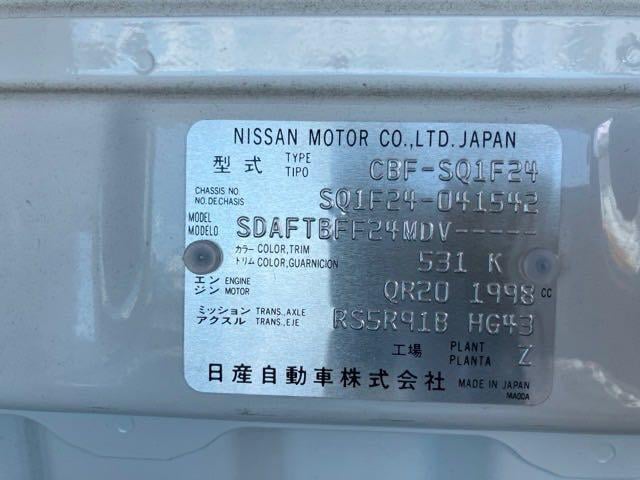 NISSAN MOTOR CO.,LTD. JAPAN
型式 TYPE TIPO CBF-SQ1F24
CHASSIS NO. NO.DECHASIS SQ1F24-041542
MODEL MODELO SDAFTBFF24MDV-----
カラー COLOR,TRIM
トリム COLOR,GUARNICION 531 K
エンジン ENGINE MOTOR QR20 1998 cc
ミッション TRANS.,AXLE
アクスル TRANS.,EJE RS5R91B HG43
工場 PLANT PLANTA Z
日産自動車株式会社 MADE IN JAPAN
MA0DA